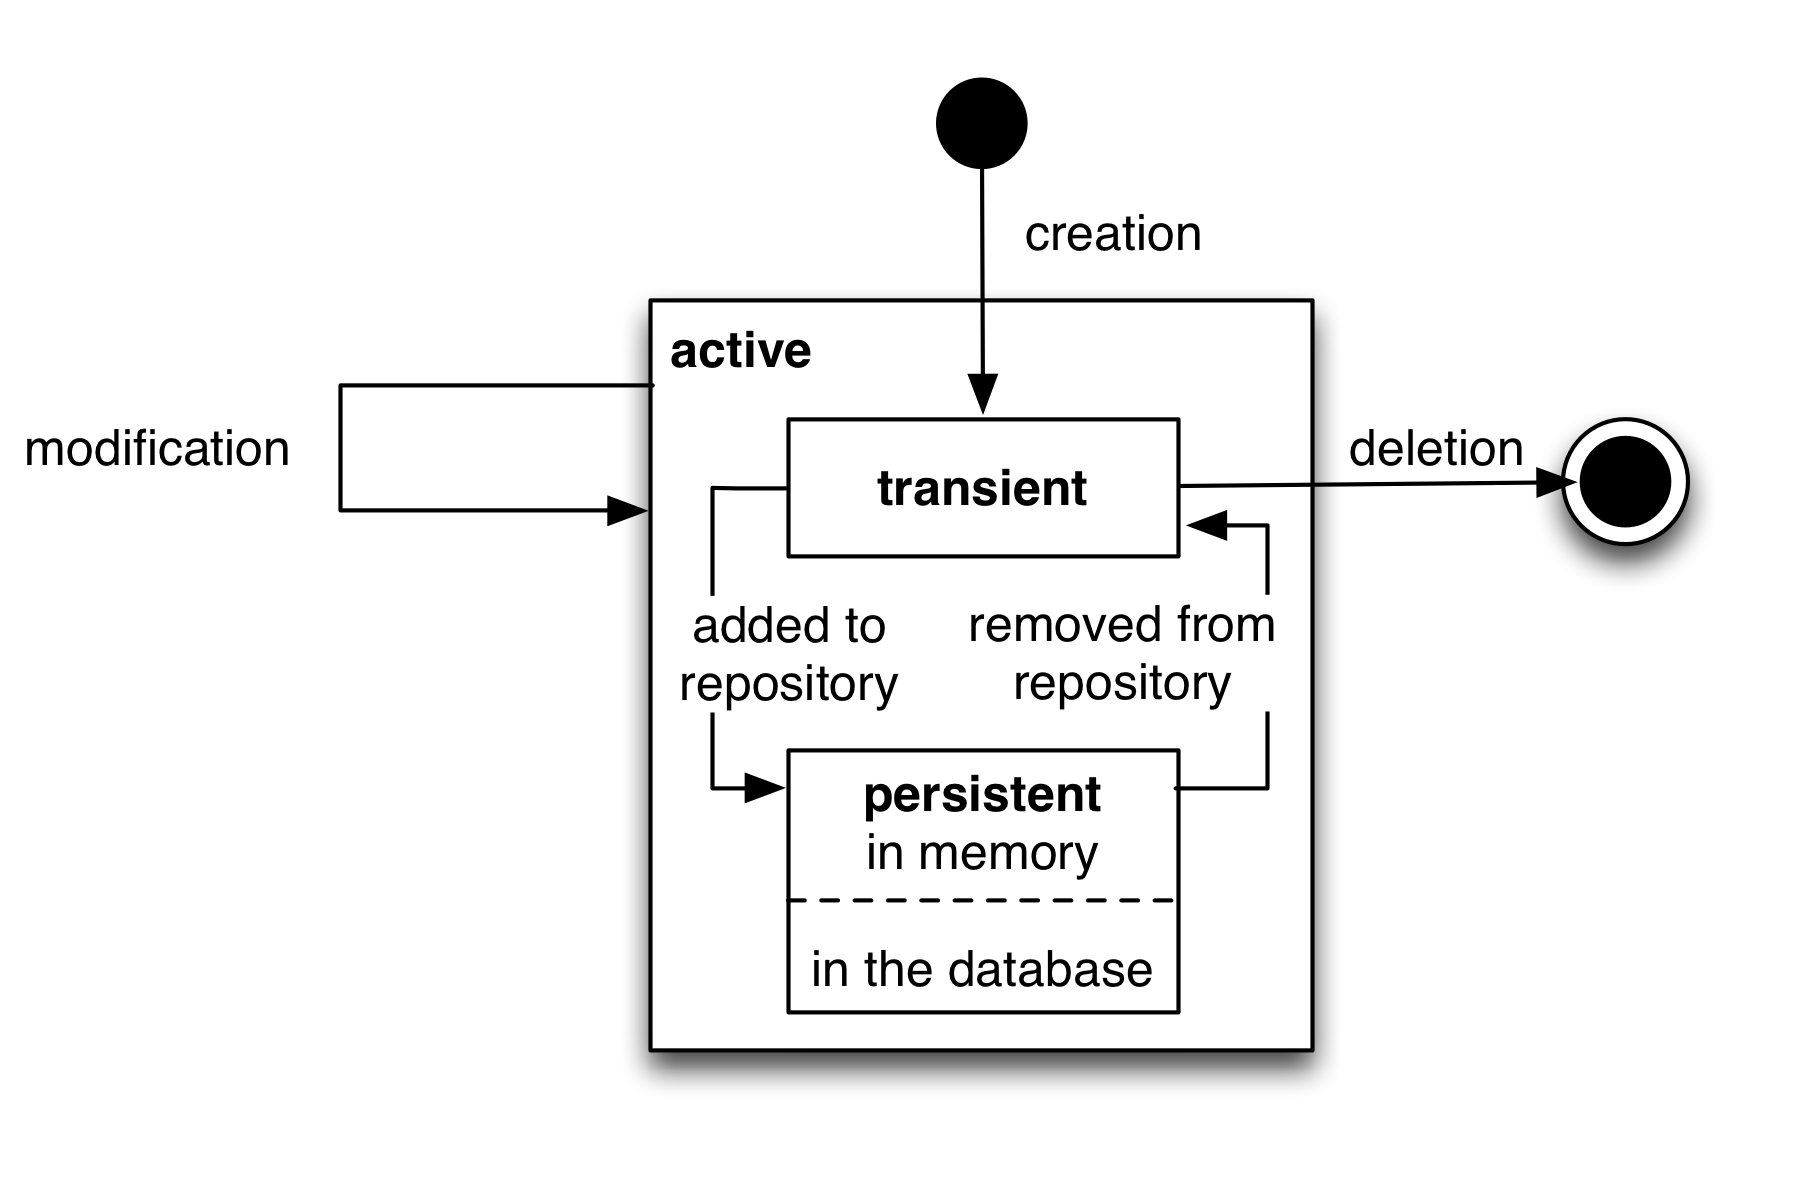 creation
active
modification
transient
deletion
added to
repository
removed from
repository
persistent
in memory
in the database